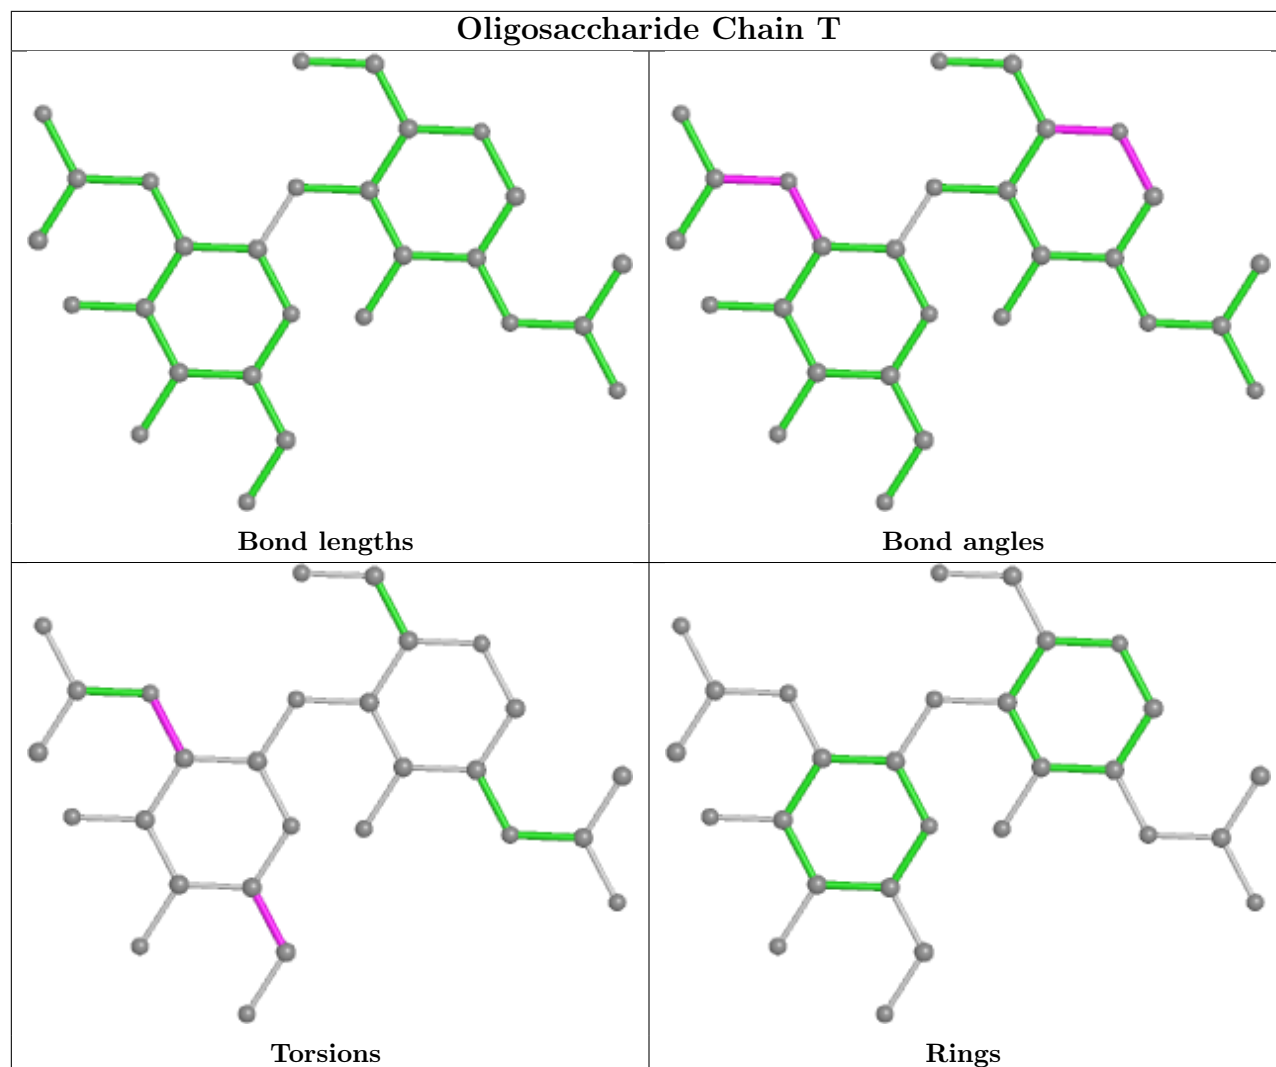 Oligosaccharide Chain T
Bond lengths
Bond angles
Torsions
Rings